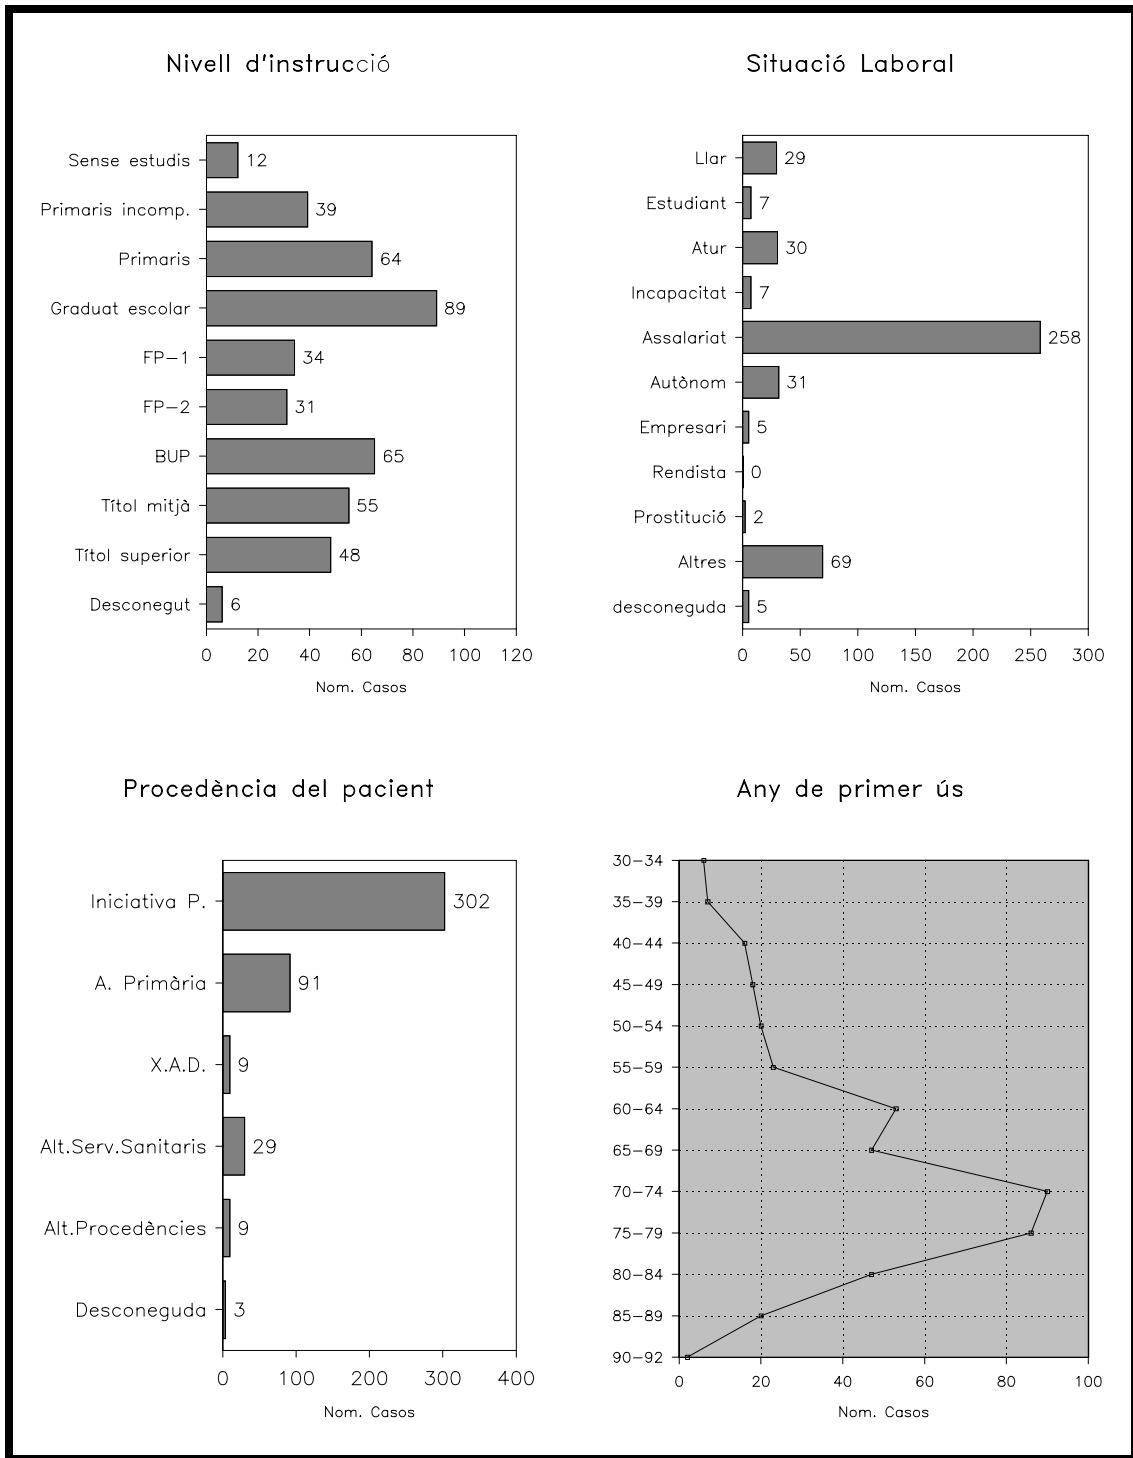 Nivell d'instrucció
Sense estudis 12
Primaris incomp. 39
Primaris 64
Graduat escolar 89
FP-1 34
FP-2 31
BUP 65
Títol mitjà 55
Títol superior 48
Desconegut 6
0 20 40 60 80 100 120
Nom. Casos
Situació Laboral
Llar 29
Estudiant 7
Atur 30
Incapacitat 7
Assalariat 258
Autònom 31
Empresari 5
Rendista 0
Prostitució 2
Altres 69
desconeguda 5
0 50 100 150 200 250 300
Nom. Casos
Procedència del pacient
Iniciativa P. 302
A. Primària 91
X.A.D. 9
Alt.Serv.Sanitaris 29
Alt.Procedències 9
Desconeguda 3
0 100 200 300 400
Nom. Casos
Any de primer ús
30-34
35-39
40-44
45-49
50-54
55-59
60-64
65-69
70-74
75-79
80-84
85-89
90-92
0 20 40 60 80 100
Nom. Casos